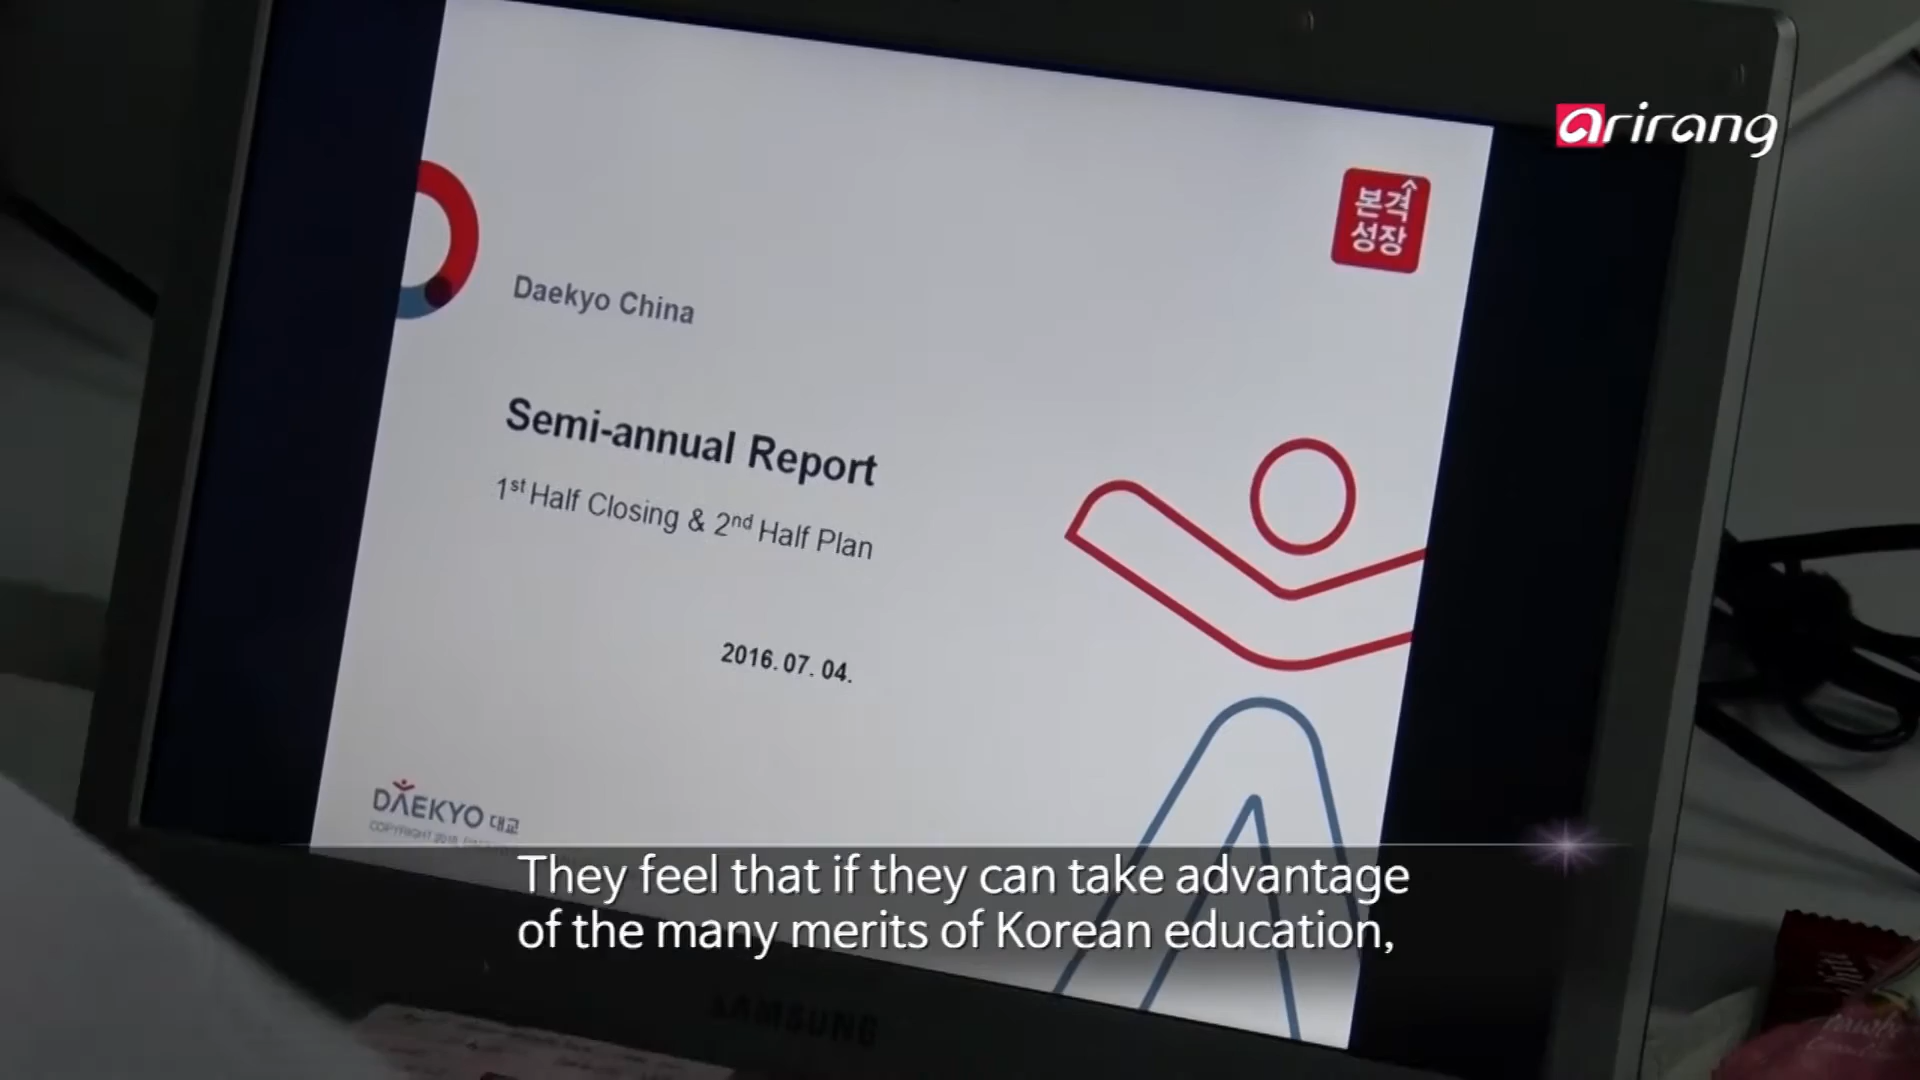 arirang
본격
성장
Daekyo China
Semi-annual Report
1st Half Closing & 2nd Half Plan
2016. 07. 04.
DAEKYO 대교
COPYRIGHT
They feel that if they can take advantage
of the many merits of Korean education,
SAMSUNG